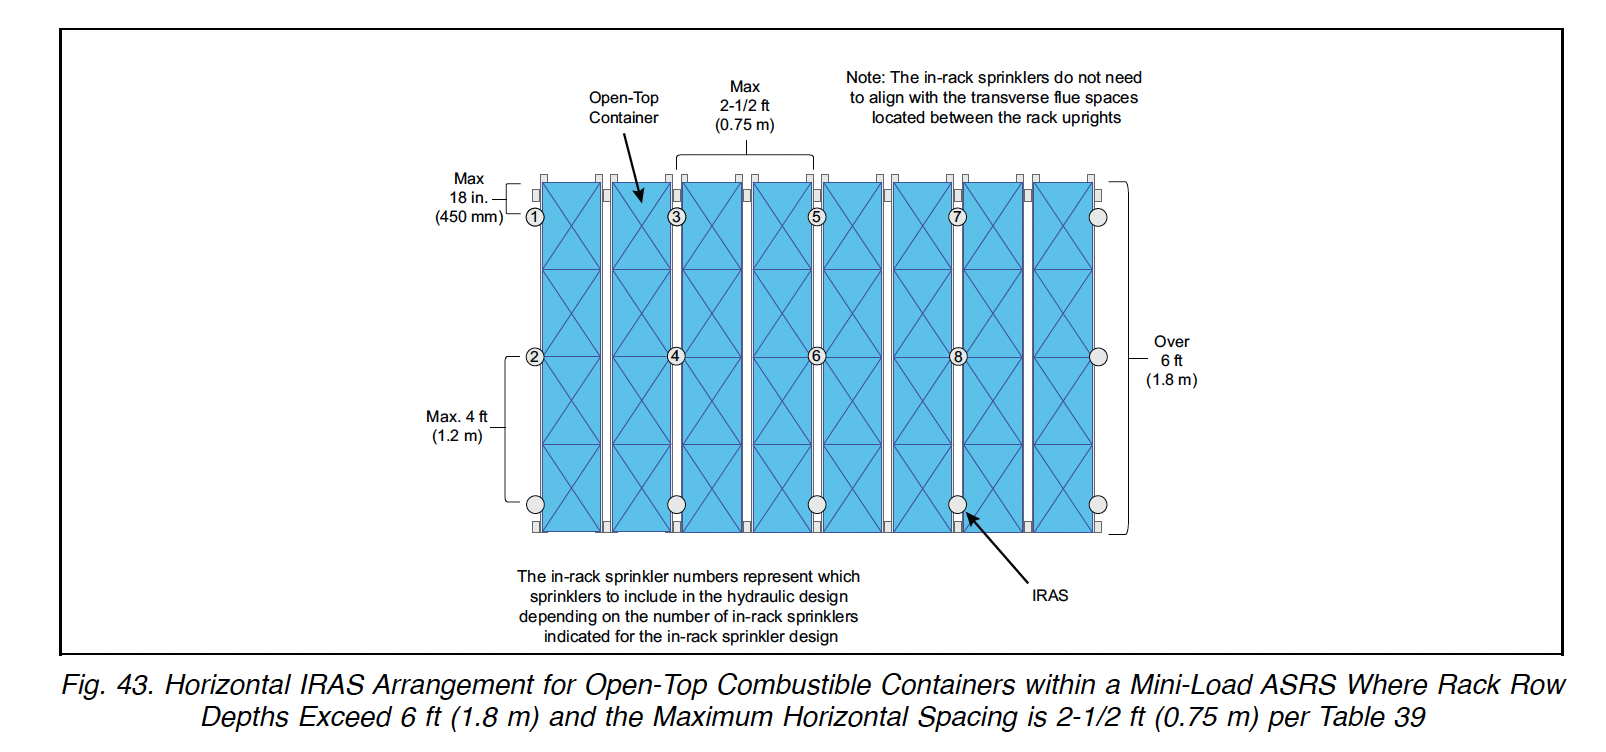 Max
2-1/2 ft
(0.75 m)
Note: The in-rack sprinklers do not need
to align with the transverse flue spaces
located between the rack uprights
Open-Top
Container
Max
18 in.
(450 mm)
1
3
5
7
2
4
6
8
Over
6 ft
(1.8 m)
Max. 4 ft
(1.2 m)
The in-rack sprinkler numbers represent which
sprinklers to include in the hydraulic design
depending on the number of in-rack sprinklers
indicated for the in-rack sprinkler design
IRAS
Fig. 43. Horizontal IRAS Arrangement for Open-Top Combustible Containers within a Mini-Load ASRS Where Rack Row
Depths Exceed 6 ft (1.8 m) and the Maximum Horizontal Spacing is 2-1/2 ft (0.75 m) per Table 39